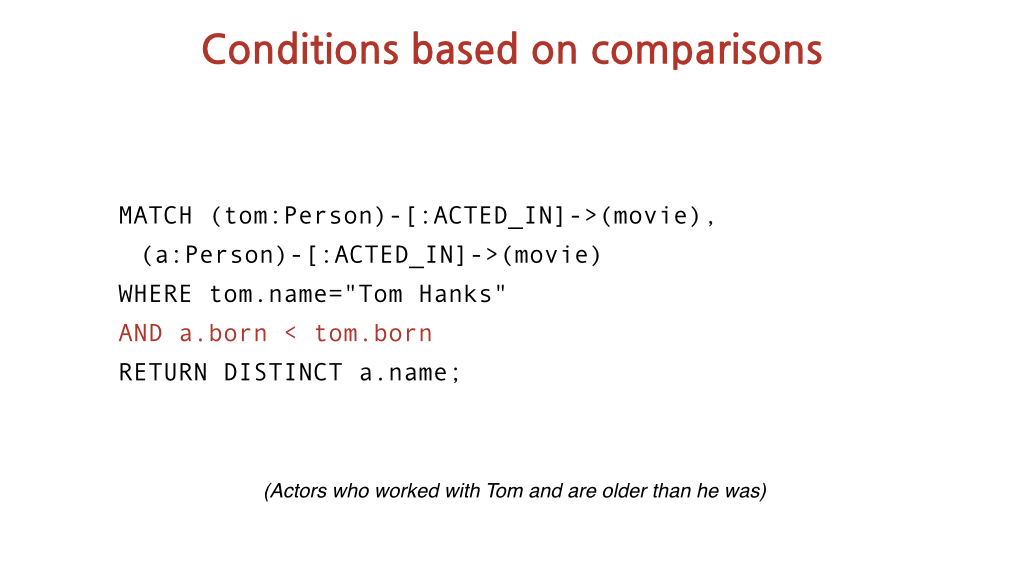 Conditions based on comparisons
MATCH (tom:Person)-[:ACTED_IN]->(movie),
(a:Person)-[:ACTED_IN]->(movie)
WHERE tom.name="Tom Hanks"
AND a.born < tom.born
RETURN DISTINCT a.name;
(Actors who worked with Tom and are older than he was)